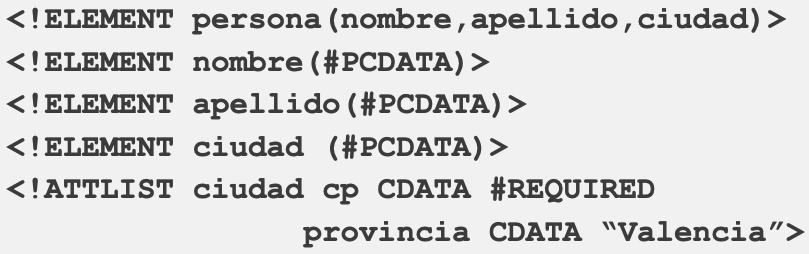 <!ELEMENT persona(nombre,apellido,ciudad)>
<!ELEMENT nombre(#PCDATA)>
<!ELEMENT apellido(#PCDATA)>
<!ELEMENT ciudad (#PCDATA)>
<!ATTLIST ciudad cp CDATA #REQUIRED
provincia CDATA “Valencia”>